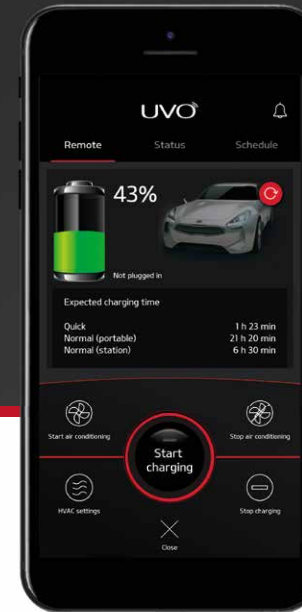 UVO
Remote Status Schedule
43%
Not plugged in
Expected charging time
Quick 1 h 23 min
Normal (portable) 21 h 20 min
Normal (station) 6 h 30 min
Start air conditioning
Stop air conditioning
Start
charging
HVAC settings
Stop charging
Close